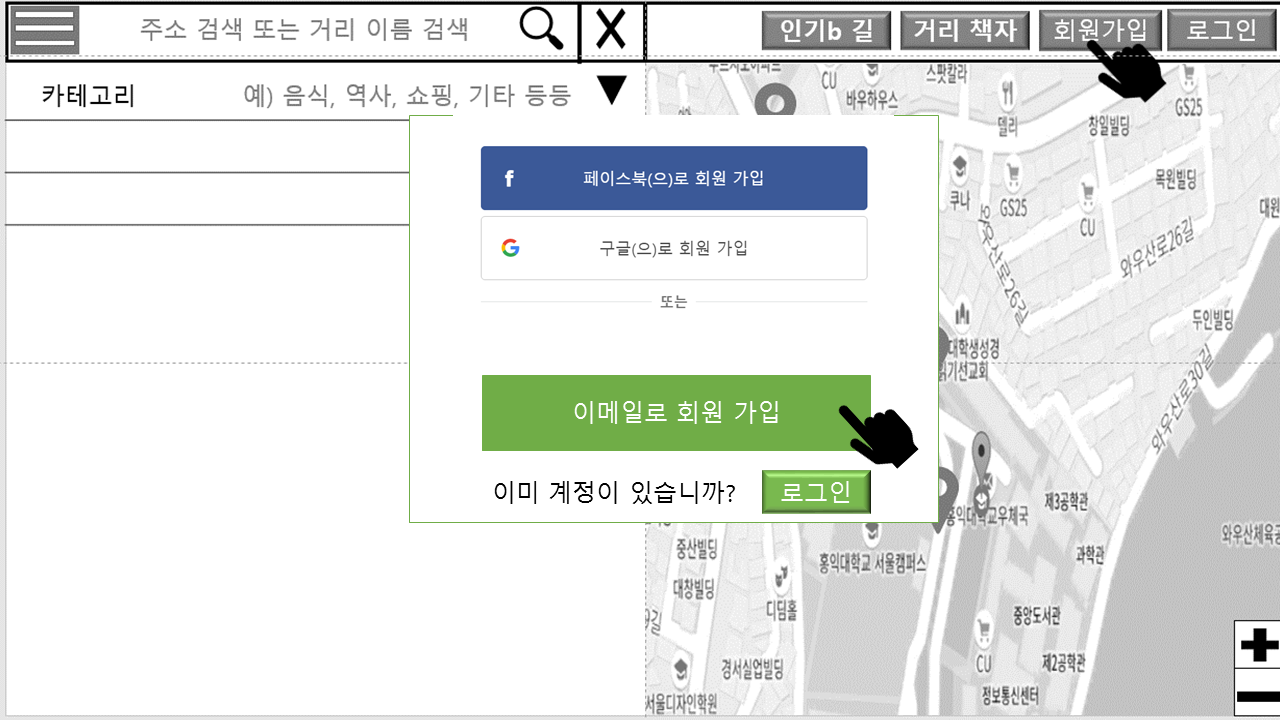 주소 검색 또는 거리 이름 검색
X
인기b 길
거리 책자
회원가입
로그인
카테고리
예) 음식, 역사, 쇼핑, 기타 등등
CU
바우하우스
스팟칼라
델리
창일빌딩
GS25
쿠나
GS25
CU
목원빌딩
대원
와우산로26길
와우산로26길
두인빌딩
f
페이스북(으)로 회원 가입
G
구글(으)로 회원 가입
또는
이메일로 회원 가입
이미 계정이 있습니까?
로그인
대학생성경
읽기선교회
와우산로30길
제3공학관
홍익대학교우체국
와우산체육공
과학관
중산빌딩
홍익대학교 서울캠퍼스
대창빌딩
디딤홀
9길
중앙도서관
CU
제2공학관
경서실업빌딩
정보통신센터
서울디자인학원